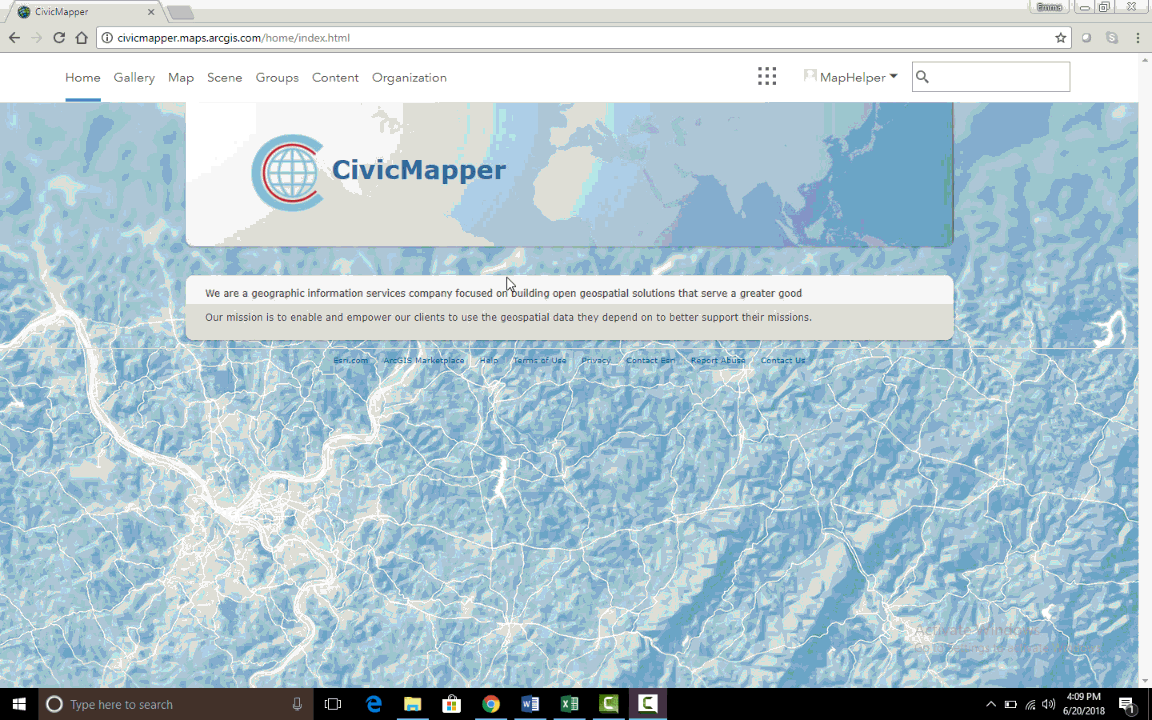 CivicMapper
Emma
civicmapper.maps.arcgis.com/home/index.html
Home Gallery Map Scene Groups Content Organization MapHelper
CivicMapper
We are a geographic information services company focused on building open geospatial solutions that serve a greater good
Our mission is to enable and empower our clients to use the geospatial data they depend on to better support their missions.
Esri.com ArcGIS Marketplace Help Terms of Use Privacy Contact Esri Report Abuse Contact Us
Activate Windows
Type here to search
4:09 PM
6/20/2018
1